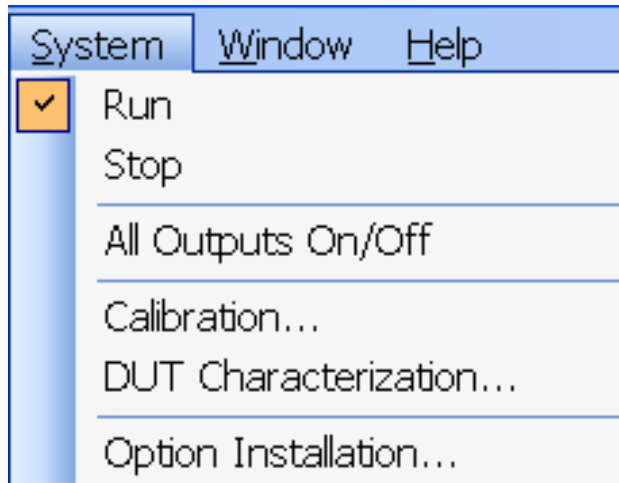 System Window Help
Run
Stop
All Outputs On/Off
Calibration...
DUT Characterization...
Option Installation...